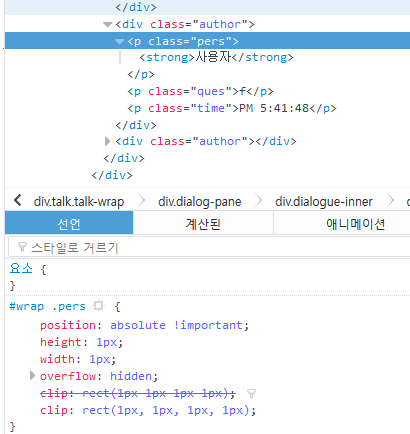 </div>
<div class="author">
<p class="pers">
<strong>사용자</strong>
</p>
<p class="ques">f</p>
<p class="time">PM 5:41:48</p>
</div>
<div class="author"></div>
</div>
</div>
div.talk.talk-wrap div.dialog-pane div.dialogue-inner
선언 계산된 애니메이션
스타일로 거르기
요소 {
}
#wrap .pers {
position: absolute !important;
height: 1px;
width: 1px;
overflow: hidden;
clip: rect(1px 1px 1px 1px);
clip: rect(1px, 1px, 1px, 1px);
}